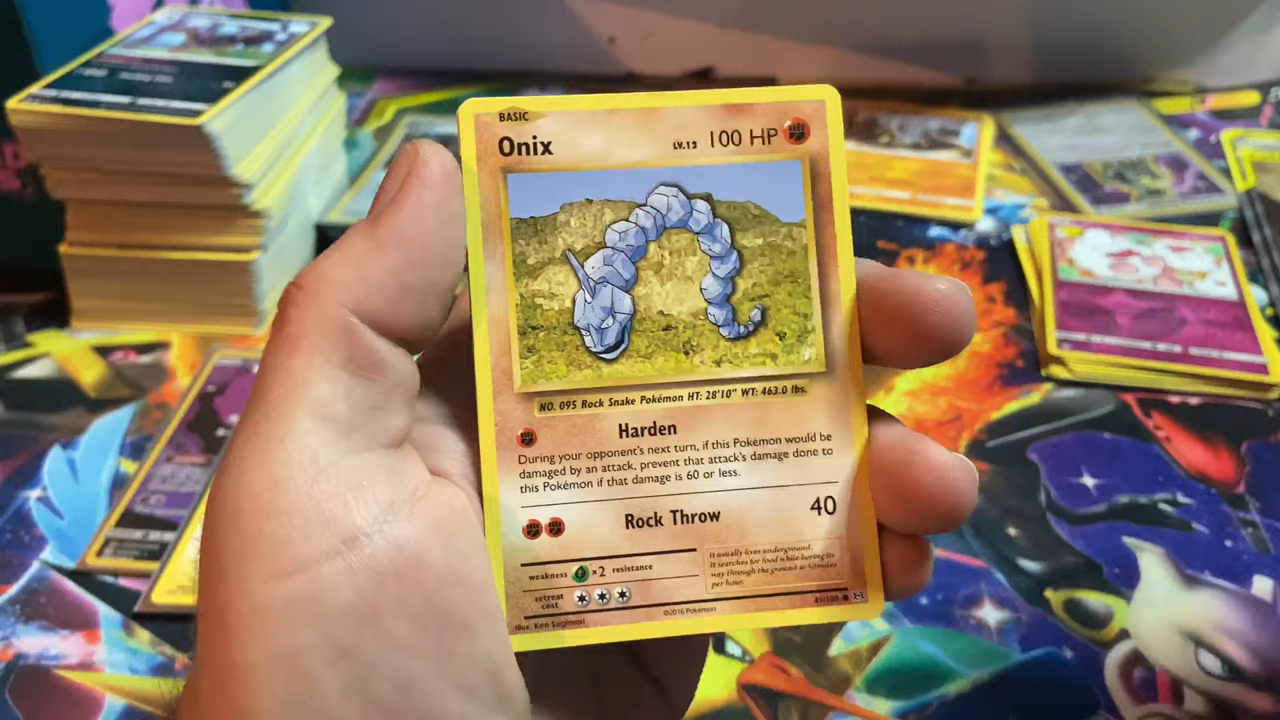 BASIC
Onix LV.12 100 HP
NO. 095 Rock Snake Pokémon HT: 28'10" WT: 463.0 lbs.
Harden
During your opponent's next turn, if this Pokémon would be
damaged by an attack, prevent that attack's damage done to
this Pokémon if that damage is 60 or less.
Rock Throw 40
weakness ×2 resistance
retreat
cost
It usually lives underground.
It searches for food while boring its
way through the ground at 50 miles
per hour.
Illus. Ken Sugimori ©2016 Pokémon 61/108